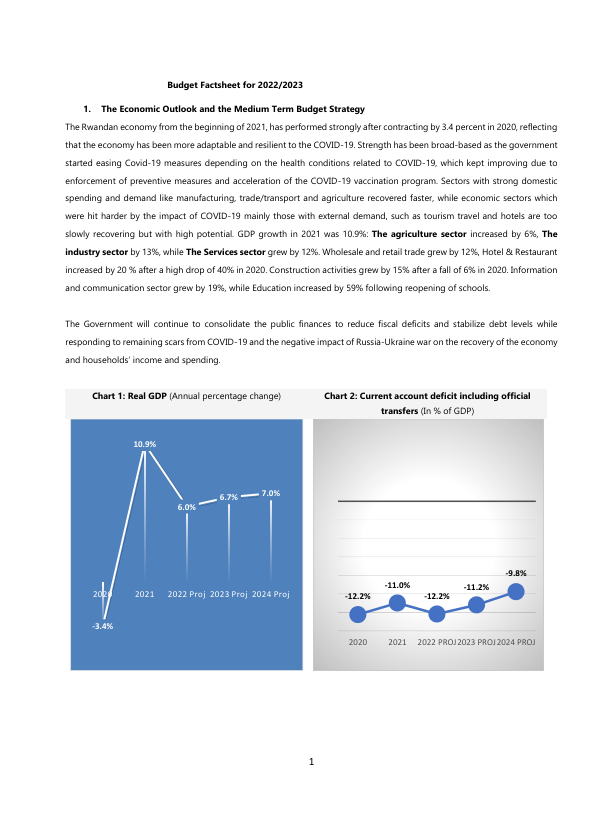 Budget Factsheet for 2022/2023
1. The Economic Outlook and the Medium Term Budget Strategy
The Rwandan economy from the beginning of 2021, has performed strongly after contracting by 3.4 percent in 2020, reflecting
that the economy has been more adaptable and resilient to the COVID-19. Strength has been broad-based as the government
started easing Covid-19 measures depending on the health conditions related to COVID-19, which kept improving due to
enforcement of preventive measures and acceleration of the COVID-19 vaccination program. Sectors with strong domestic
spending and demand like manufacturing, trade/transport and agriculture recovered faster, while economic sectors which
were hit harder by the impact of COVID-19 mainly those with external demand, such as tourism travel and hotels are too
slowly recovering but with high potential. GDP growth in 2021 was 10.9%: The agriculture sector increased by 6%, The
industry sector by 13%, while The Services sector grew by 12%. Wholesale and retail trade grew by 12%, Hotel & Restaurant
increased by 20 % after a high drop of 40% in 2020. Construction activities grew by 15% after a fall of 6% in 2020. Information
and communication sector grew by 19%, while Education increased by 59% following reopening of schools.
The Government will continue to consolidate the public finances to reduce fiscal deficits and stabilize debt levels while
responding to remaining scars from COVID-19 and the negative impact of Russia-Ukraine war on the recovery of the economy
and households' income and spending.
Chart 1: Real GDP (Annual percentage change)
10.9%
6.0%
6.7%
7.0%
2020 2021 2022 Proj 2023 Proj 2024 Proj
-3.4%
Chart 2: Current account deficit including official
transfers (In % of GDP)
-12.2%
-11.0%
-12.2%
-11.2%
-9.8%
2020 2021 2022 PROJ 2023 PROJ 2024 PROJ
1